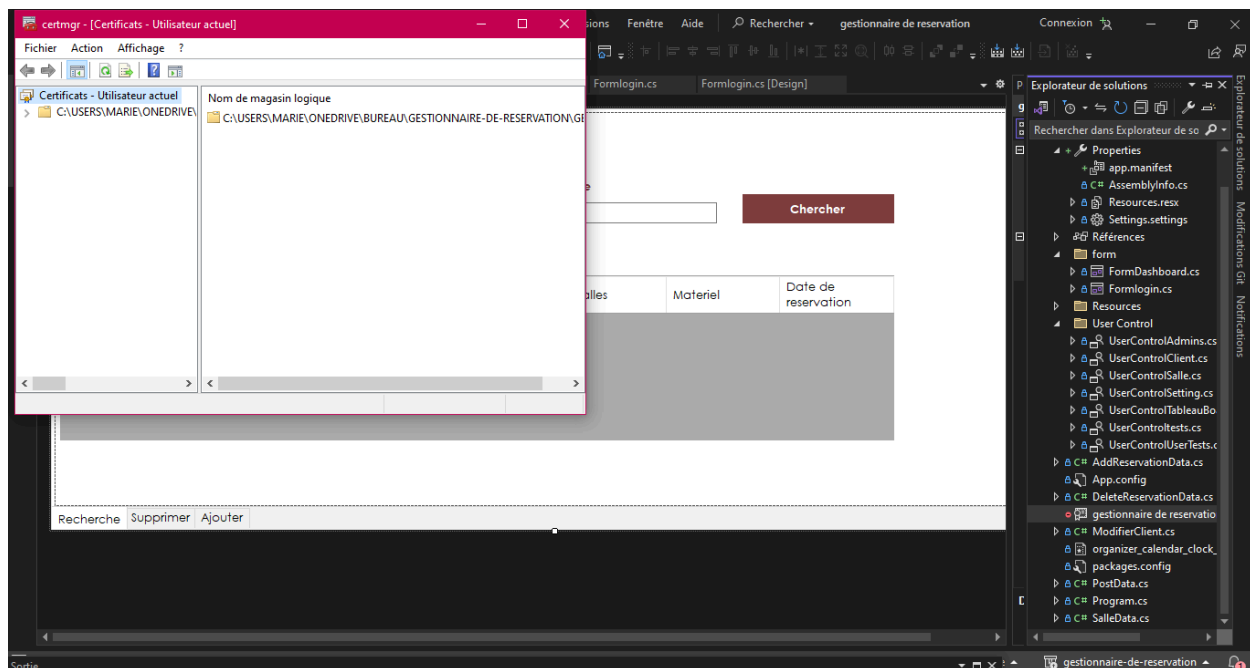 certmgr - [Certificats - Utilisateur actuel]
Fenêtre Aide Rechercher gestionnaire de reservation Connexion
Fichier Action Affichage ?
Formlogin.cs Formlogin.cs [Design]
Explorateur de solutions
Certificats - Utilisateur actuel
C:\USERS\MARIE\ONEDRIVE\
Nom de magasin logique
C:\USERS\MARIE\ONEDRIVE\BUREAU\GESTIONNAIRE-DE-RESERVATION\GE
Chercher
Materiel
Date de
reservation
Recherche Supprimer Ajouter
Rechercher dans Explorateur de so
Properties
app.manifest
C# AssemblyInfo.cs
Resources.resx
Settings.settings
Références
form
FormDashboard.cs
Formlogin.cs
Resources
User Control
UserControlAdmins.cs
UserControlClient.cs
UserControlSalle.cs
UserControlSetting.cs
UserControlTableauBo
UserControltests.cs
UserControlUserTests.c
C# AddReservationData.cs
App.config
C# DeleteReservationData.cs
gestionnaire de reservatio
C# ModifierClient.cs
organizer_calendar_clock_
packages.config
C# PostData.cs
C# Program.cs
C# SalleData.cs
Explorateur de solutions
Modifications Git
Notifications
Sortie
gestionnaire-de-reservation